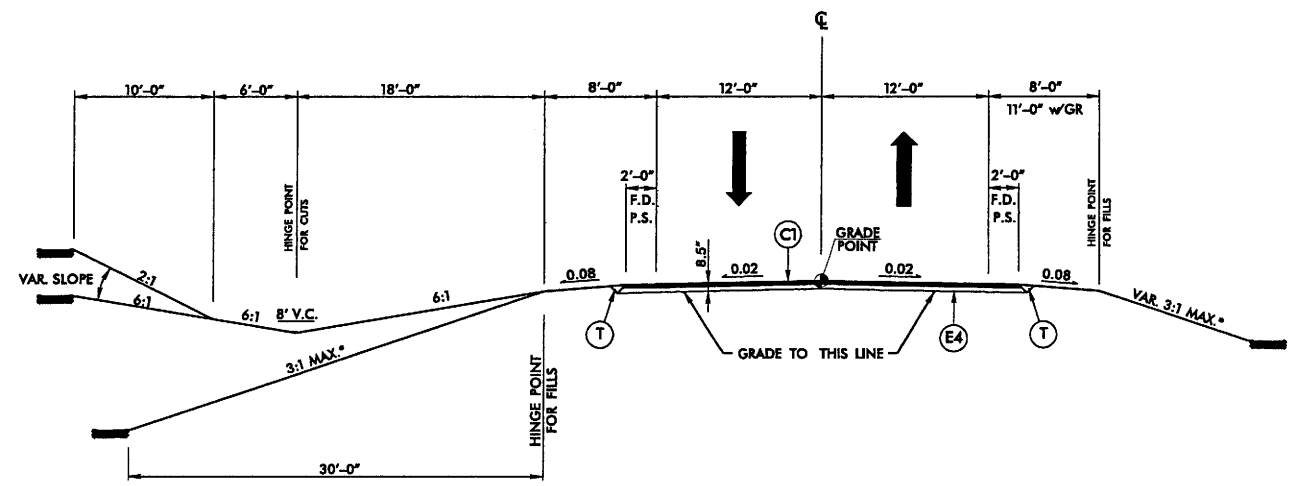 ℄
10'-0"
6'-0"
18'-0"
8'-0"
12'-0"
12'-0"
8'-0"
11'-0" w/GR
HINGE POINT
FOR CUTS
2'-0"
F.D.
P.S.
2'-0"
F.D.
P.S.
HINGE POINT
FOR FILLS
VAR. SLOPE
2:1
6:1
6:1
8' V.C.
6:1
3:1 MAX.*
0.08
8.5"
0.02
C1
GRADE
POINT
0.02
0.08
VAR. 3:1 MAX.*
T
GRADE TO THIS LINE
E4
T
HINGE POINT
FOR FILLS
30'-0"